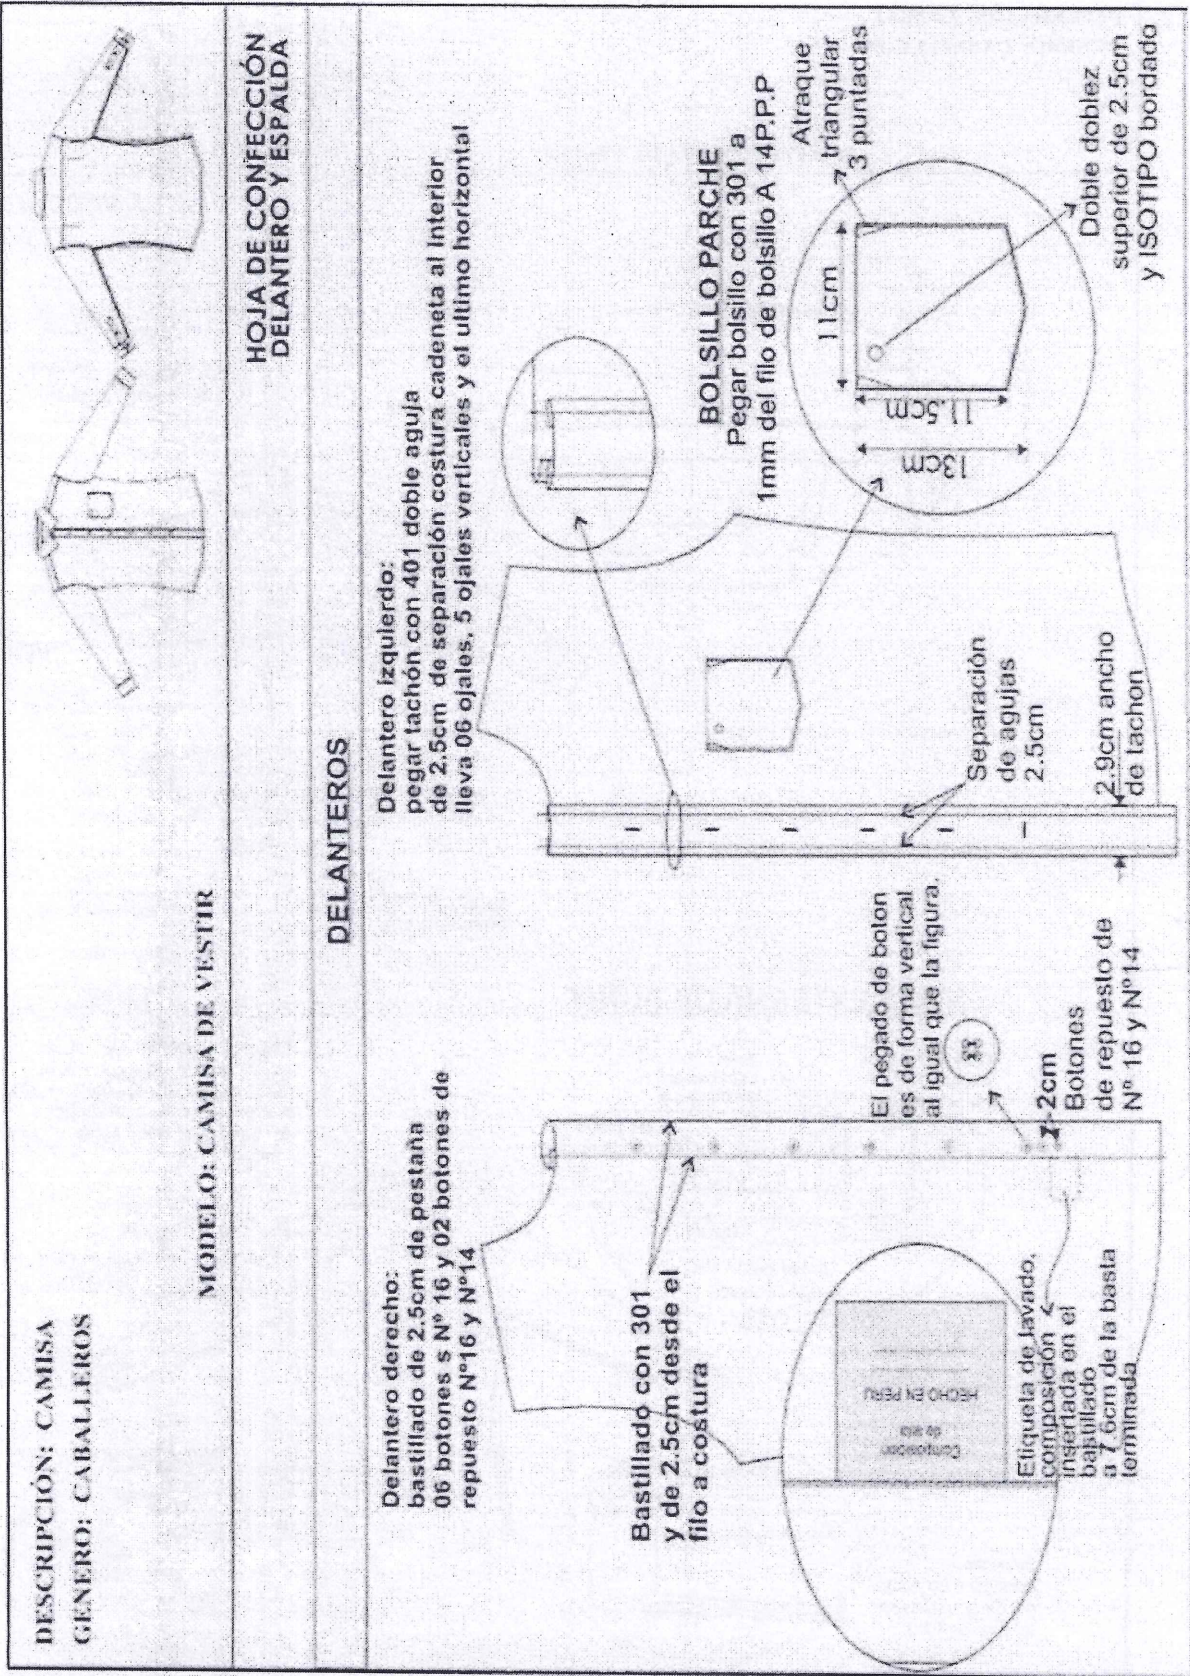 DESCRIPCIÓN: CAMISA
GENERO: CABALLEROS
MODELO: CAMISA DE VESTIR
HOJA DE CONFECCIÓN
DELANTERO Y ESPALDA
DELANTEROS
Delantero derecho:
bastillado de 2.5cm de pestaña
06 botones s Nº 16 y 02 botones de
repuesto Nº16 y Nº14
Delantero izquierdo:
pegar tachón con 401 doble aguja
de 2.5cm de separación costura cadeneta al Interior
lleva 06 ojales, 5 ojales verticales y el ultimo horizontal
Bastillado con 301
y de 2.5cm desde el
filo a costura
Composicion
de tela
HECHO EN PERU
Etiqueta de lavado,
composición
insertada en el
bastillado
a 7.6cm de la basta
terminada
El pegado de boton
es de forma vertical
al igual que la figura.
2cm
Botones
de repuesto de
Nº 16 y Nº14
Separación
de agujas
2.5cm
2.9cm ancho
de tachon
BOLSILLO PARCHE
Pegar bolsillo con 301 a
1mm del filo de bolsillo A 14P.P.P
Atraque
triangular
3 puntadas
11cm
11.5cm
13cm
Doble doblez
superior de 2.5cm
y ISOTIPO bordado